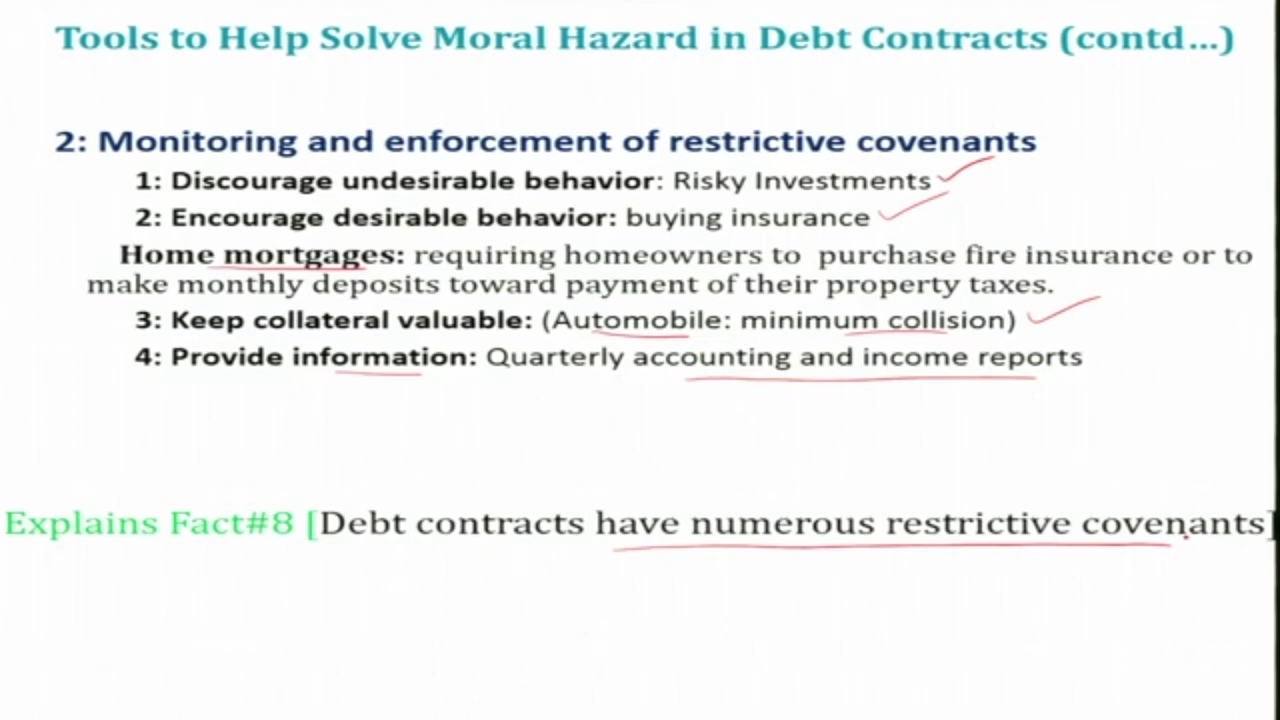 Tools to Help Solve Moral Hazard in Debt Contracts (contd...)
2: Monitoring and enforcement of restrictive covenants
1: Discourage undesirable behavior: Risky Investments
2: Encourage desirable behavior: buying insurance
Home mortgages: requiring homeowners to purchase fire insurance or to
make monthly deposits toward payment of their property taxes.
3: Keep collateral valuable: (Automobile: minimum collision)
4: Provide information: Quarterly accounting and income reports
Explains Fact#8 [Debt contracts have numerous restrictive covenants]